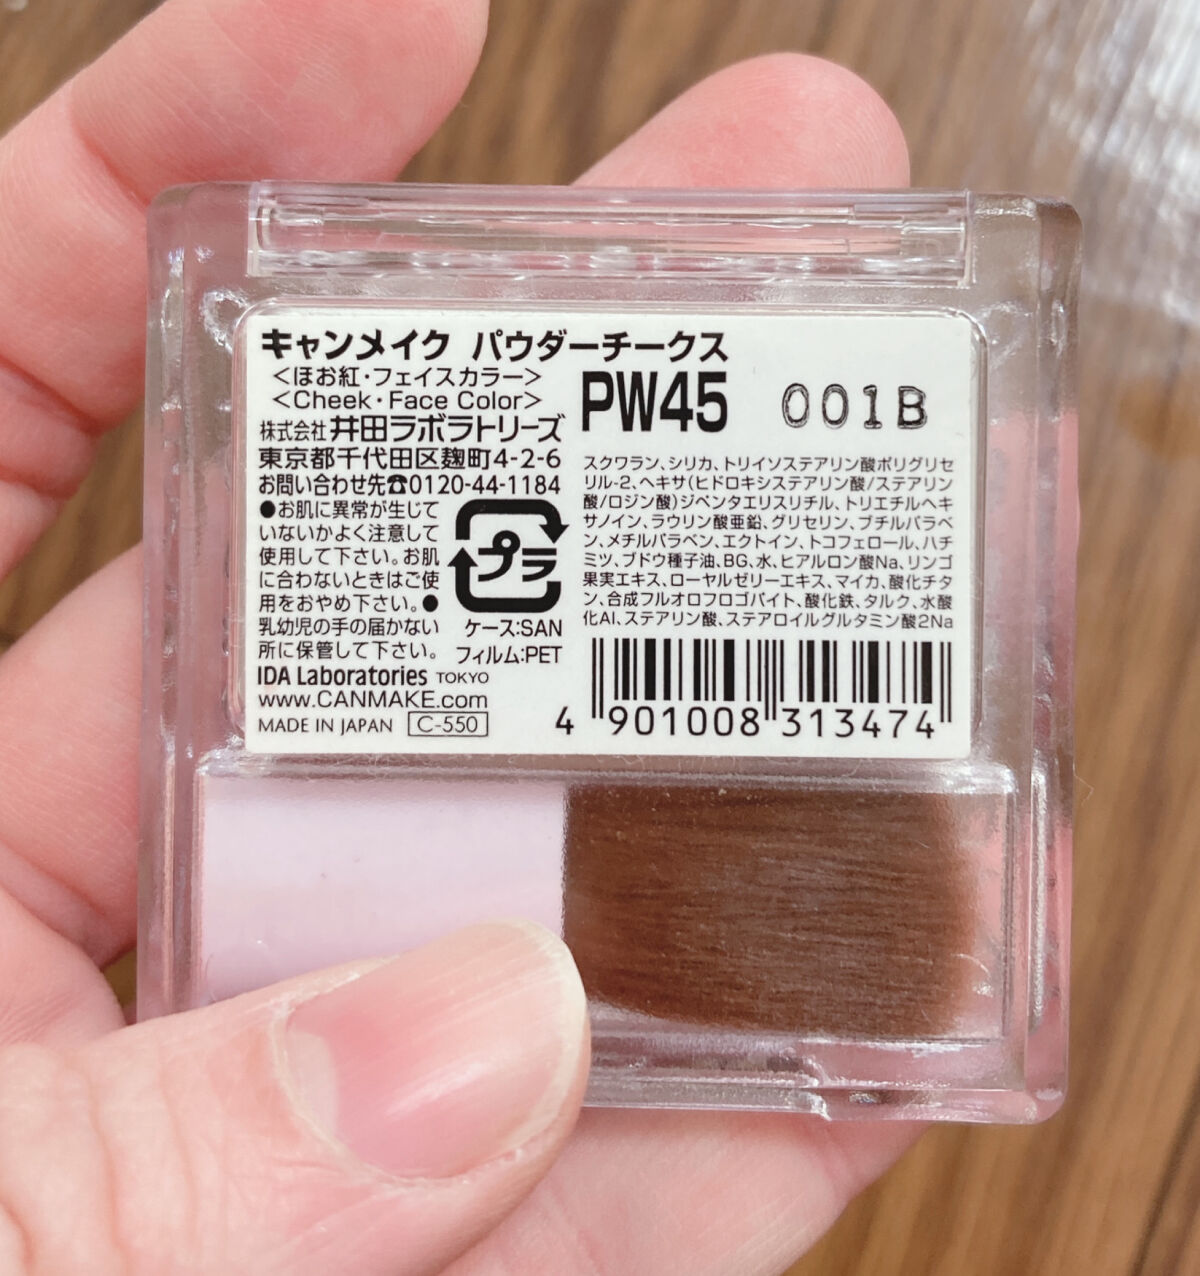 キャンメイク パウダーチークス
＜ほお紅・フェイスカラー＞
＜Cheek・Face Color＞
株式会社 井田ラボラトリーズ
東京都千代田区麹町4-2-6
お問い合わせ先☎0120-44-1184
●お肌に異常が生じて
いないかよく注意して
使用して下さい。お肌
に合わないときはご使
用をおやめ下さい。●
乳幼児の手の届かない
所に保管して下さい。
プラ
ケース:SAN
フィルム:PET
IDA Laboratories TOKYO
www.CANMAKE.com
MADE IN JAPAN C-550
PW45 001B
スクワラン、シリカ、トリイソステアリン酸ポリグリセ
リル-2、ヘキサ(ヒドロキシステアリン酸/ステアリン
酸/ロジン酸)ジペンタエリスリチル、トリエチルヘキ
サノイン、ラウリン酸亜鉛、グリセリン、ブチルパラベ
ン、メチルパラベン、エクトイン、トコフェロール、ハチ
ミツ、ブドウ種子油、BG、水、ヒアルロン酸Na、リンゴ
果実エキス、ローヤルゼリーエキス、マイカ、酸化チタ
ン、合成フルオロフロゴパイト、酸化鉄、タルク、水酸
化Al、ステアリン酸、ステアロイルグルタミン酸2Na
4 901008 313474